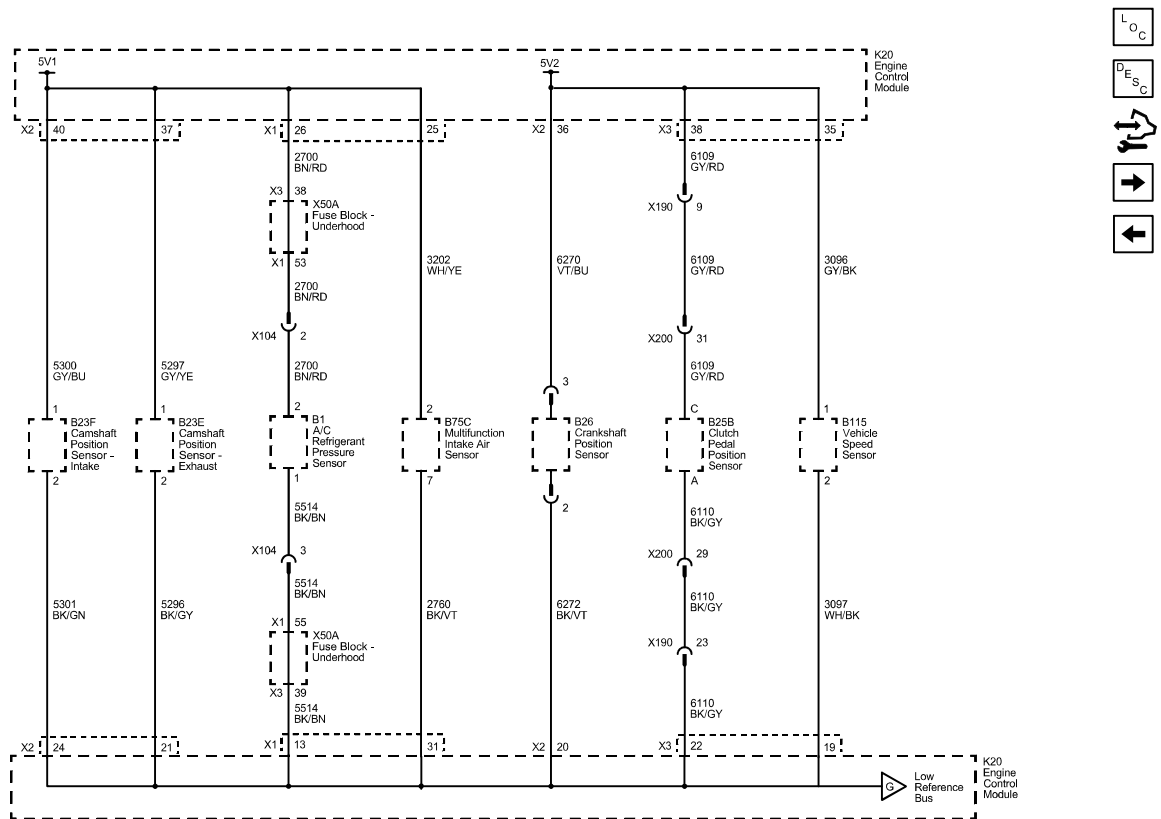 L O C
D E S C
5V1
5V2
K20
Engine
Control
Module
X2 40
37
X1 26
25
X2 36
X3 38
35
2700
BN/RD
6109
GY/RD
X3 38
X50A
Fuse Block -
Underhood
X190 9
X1 53
3202
WH/YE
6270
VT/BU
6109
GY/RD
3096
GY/BK
2700
BN/RD
X104 2
X200 31
5300
GY/BU
5297
GY/YE
2700
BN/RD
6109
GY/RD
3
1
1
2
2
C
1
B23F
Camshaft
Position
Sensor -
Intake
B23E
Camshaft
Position
Sensor -
Exhaust
B1
A/C
Refrigerant
Pressure
Sensor
B75C
Multifunction
Intake Air
Sensor
B26
Crankshaft
Position
Sensor
B25B
Clutch
Pedal
Position
Sensor
B115
Vehicle
Speed
Sensor
2
2
1
7
A
2
2
5514
BK/BN
6110
BK/GY
X104 3
X200 29
5514
BK/BN
5301
BK/GN
5296
BK/GY
2760
BK/VT
6272
BK/VT
6110
BK/GY
3097
WH/BK
X1 55
X50A
Fuse Block -
Underhood
X190 23
X3 39
5514
BK/BN
6110
BK/GY
X2 24
21
X1 13
31
X2 20
X3 22
19
K20
Engine
Control
Module
G
Low
Reference
Bus